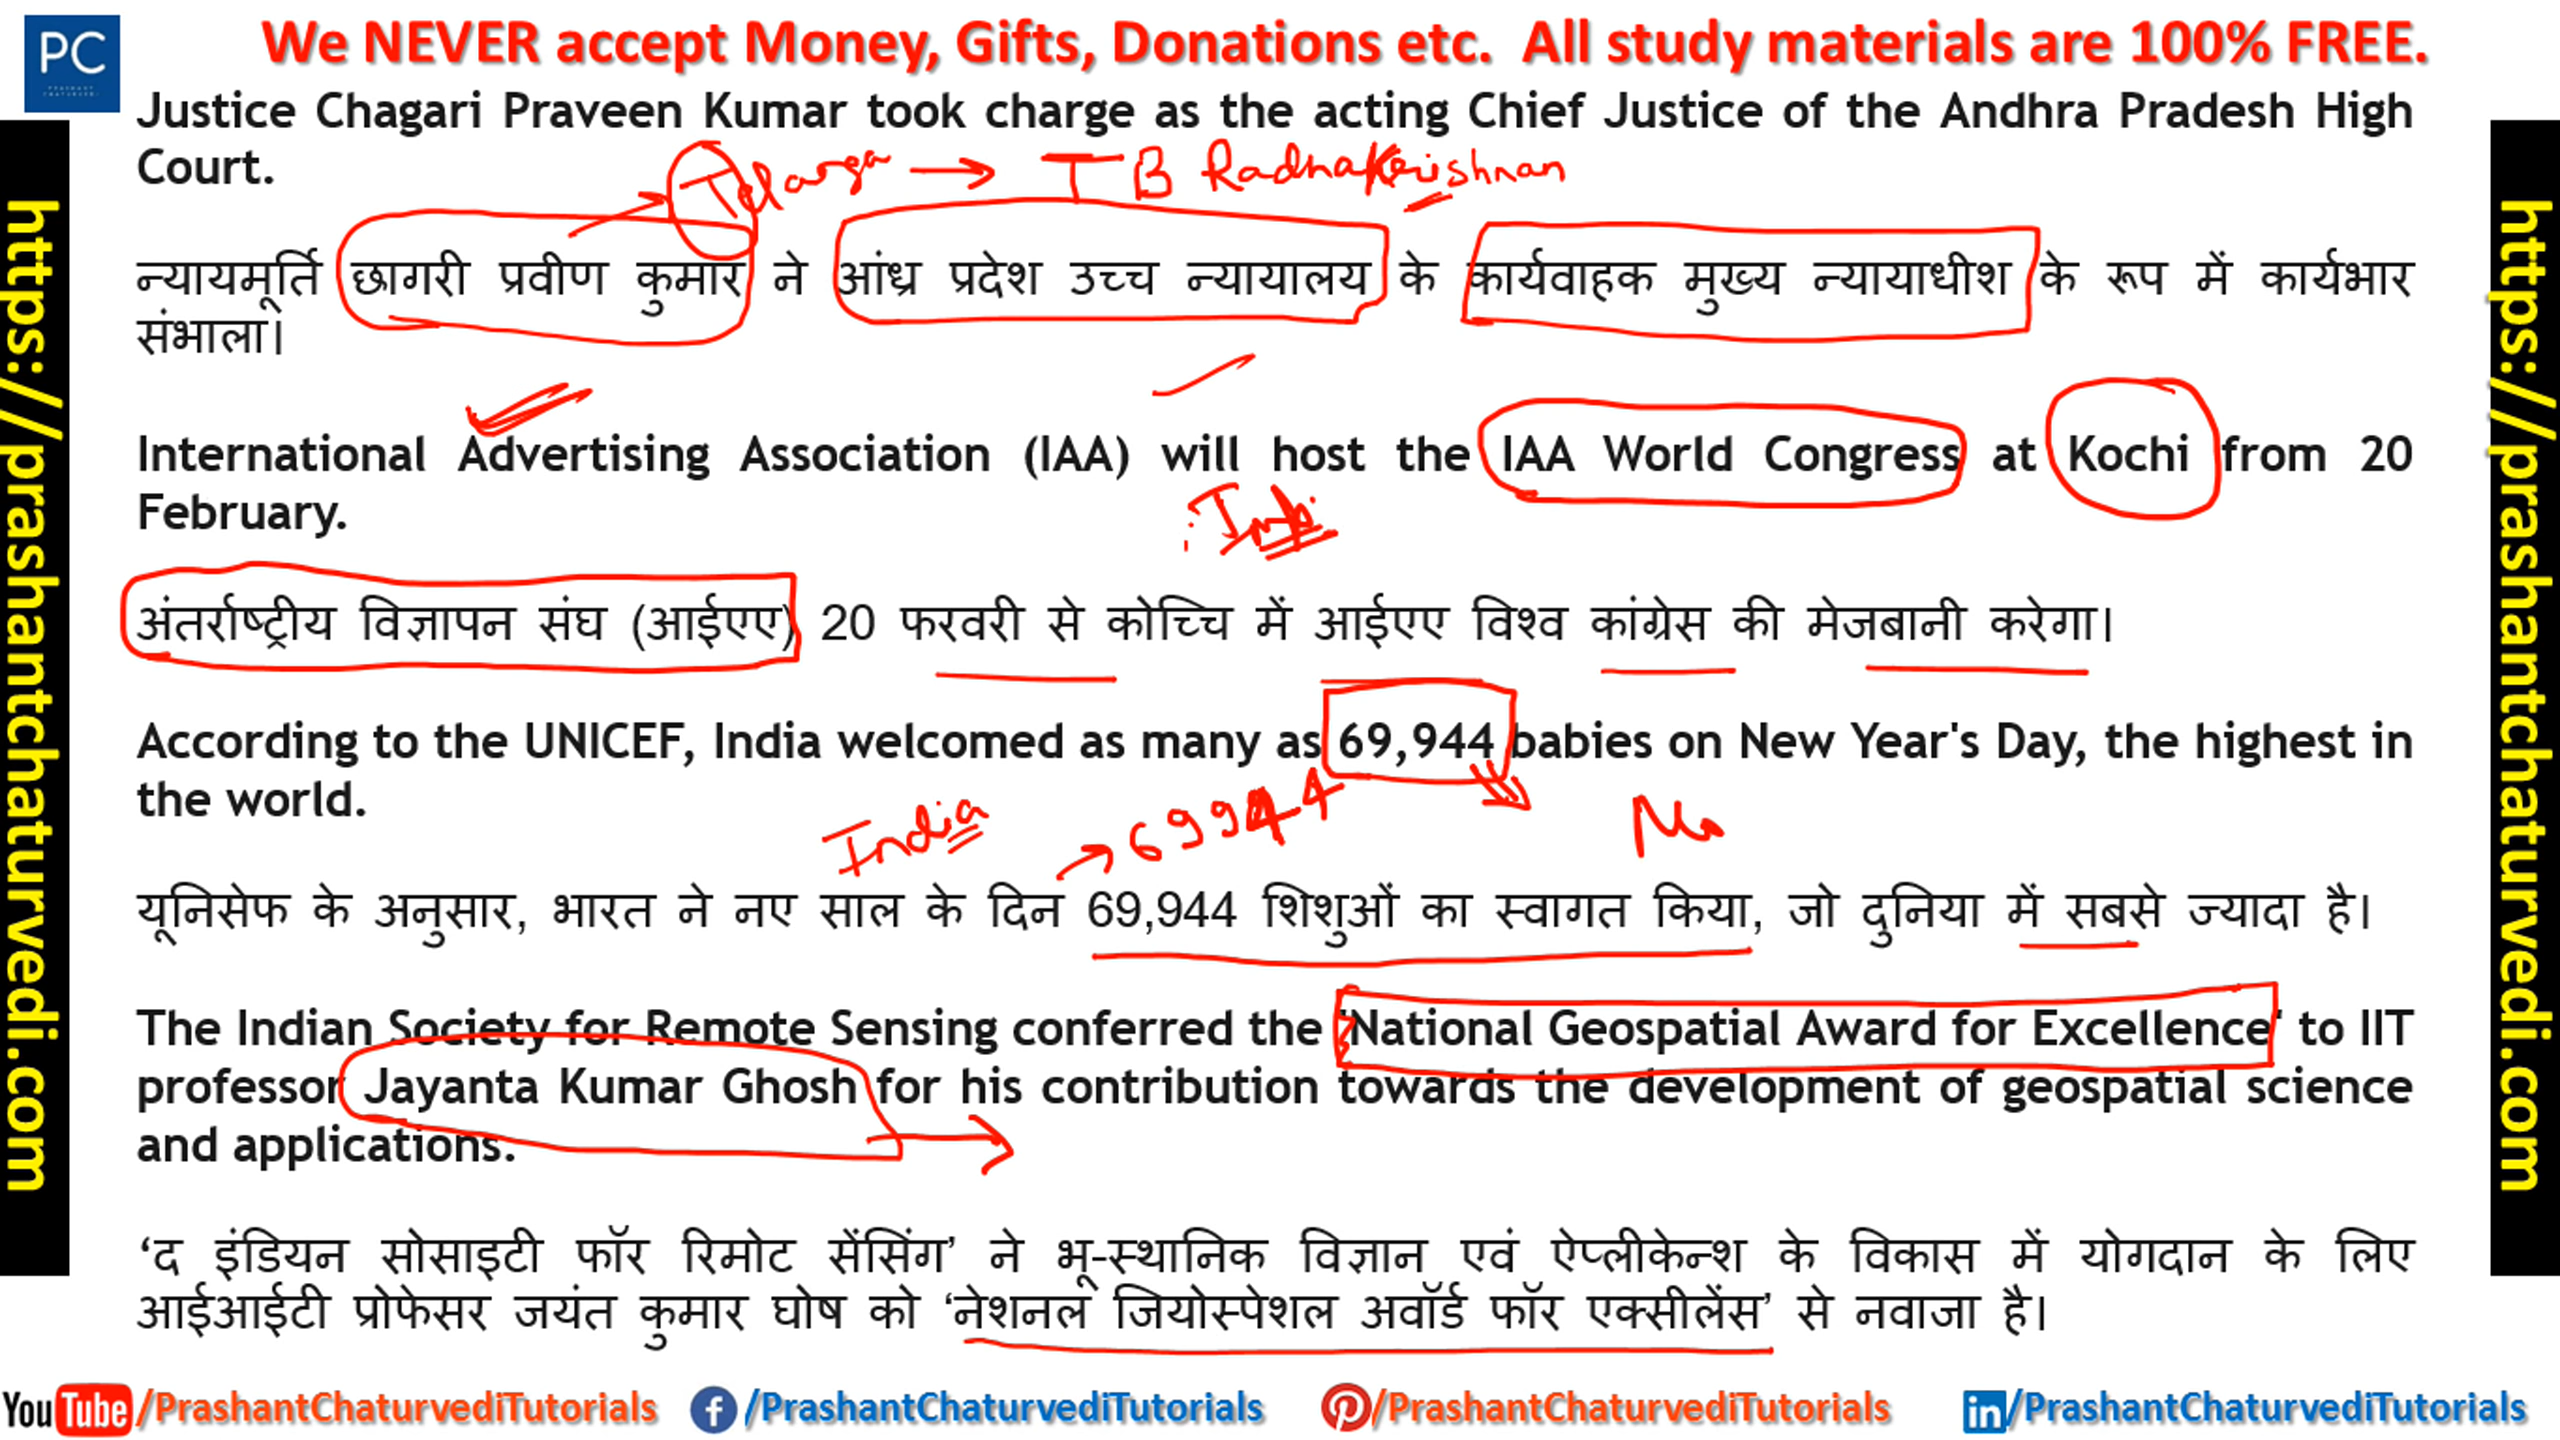 PC
We NEVER accept Money, Gifts, Donations etc. All study materials are 100% FREE.
Justice Chagari Praveen Kumar took charge as the acting Chief Justice of the Andhra Pradesh High
Court.
→ T B Radhakrishnan
न्यायमूर्ति छागरी प्रवीण कुमार ने आंध्र प्रदेश उच्च न्यायालय के कार्यवाहक मुख्य न्यायाधीश के रूप में कार्यभार
संभाला।
International Advertising Association (IAA) will host the IAA World Congress at Kochi from 20
February.
अंतर्राष्ट्रीय विज्ञापन संघ (आईएए) 20 फरवरी से कोच्चि में आईएए विश्व कांग्रेस की मेजबानी करेगा।
According to the UNICEF, India welcomed as many as 69,944 babies on New Year's Day, the highest in
the world.
India → 69944
यूनिसेफ के अनुसार, भारत ने नए साल के दिन 69,944 शिशुओं का स्वागत किया, जो दुनिया में सबसे ज्यादा है।
The Indian Society for Remote Sensing conferred the 'National Geospatial Award for Excellence' to IIT
professor Jayanta Kumar Ghosh for his contribution towards the development of geospatial science
and applications.
‘द इंडियन सोसाइटी फॉर रिमोट सेंसिंग’ ने भू-स्थानिक विज्ञान एवं ऐप्लीकेन्श के विकास में योगदान के लिए
आईआईटी प्रोफेसर जयंत कुमार घोष को ‘नेशनल जियोस्पेशल अवॉर्ड फॉर एक्सीलेंस’ से नवाजा है।
https://prashantchaturvedi.com
https://prashantchaturvedi.com
YouTube/PrashantChaturvediTutorials f/PrashantChaturvediTutorials /PrashantChaturvediTutorials in/PrashantChaturvediTutorials